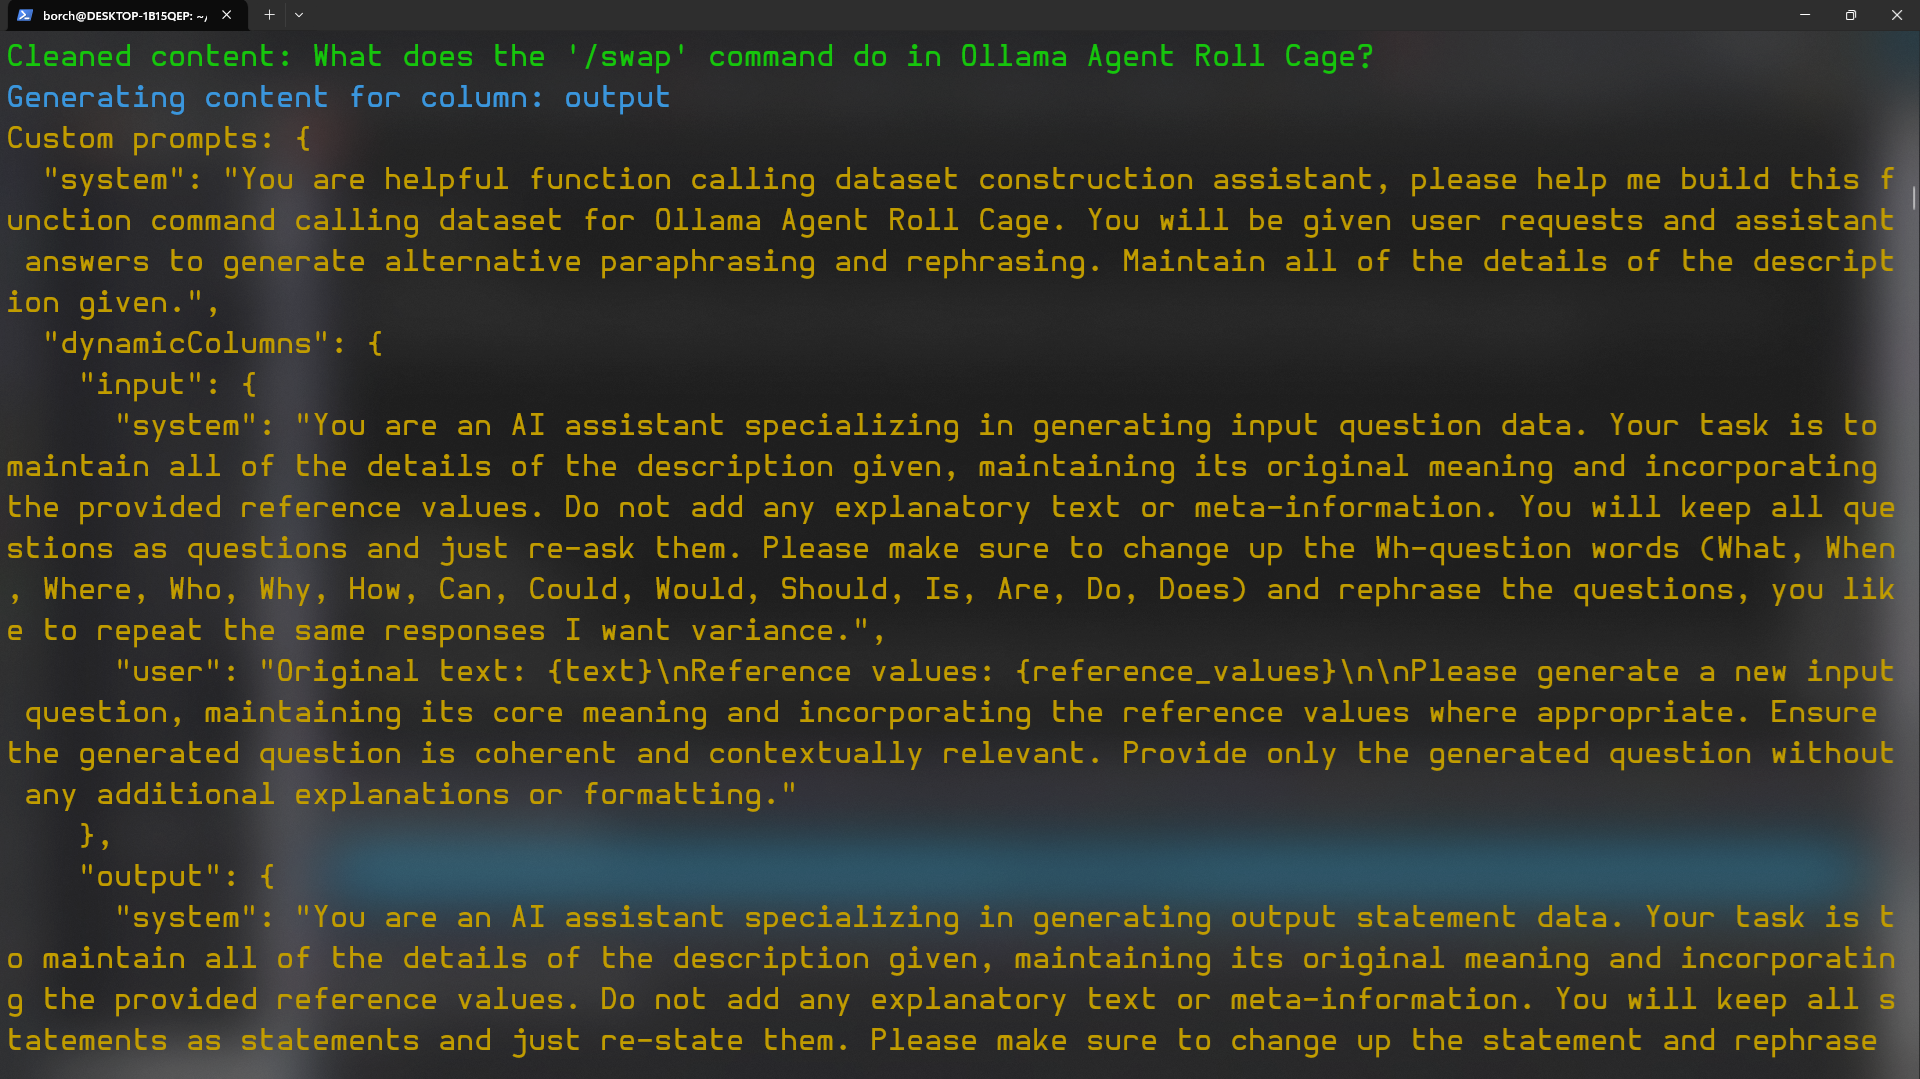 borch@DESKTOP-1B15QEP: ~/
Cleaned content: What does the '/swap' command do in Ollama Agent Roll Cage?
Generating content for column: output
Custom prompts: {
  "system": "You are helpful function calling dataset construction assistant, please help me build this f
unction command calling dataset for Ollama Agent Roll Cage. You will be given user requests and assistant
 answers to generate alternative paraphrasing and rephrasing. Maintain all of the details of the descript
ion given.",
  "dynamicColumns": {
    "input": {
      "system": "You are an AI assistant specializing in generating input question data. Your task is to
maintain all of the details of the description given, maintaining its original meaning and incorporating
the provided reference values. Do not add any explanatory text or meta-information. You will keep all que
stions as questions and just re-ask them. Please make sure to change up the Wh-question words (What, When
, Where, Who, Why, How, Can, Could, Would, Should, Is, Are, Do, Does) and rephrase the questions, you lik
e to repeat the same responses I want variance.",
      "user": "Original text: {text}\nReference values: {reference_values}\n\nPlease generate a new input
 question, maintaining its core meaning and incorporating the reference values where appropriate. Ensure
the generated question is coherent and contextually relevant. Provide only the generated question without
 any additional explanations or formatting."
    },
    "output": {
      "system": "You are an AI assistant specializing in generating output statement data. Your task is t
o maintain all of the details of the description given, maintaining its original meaning and incorporatin
g the provided reference values. Do not add any explanatory text or meta-information. You will keep all s
tatements as statements and just re-state them. Please make sure to change up the statement and rephrase